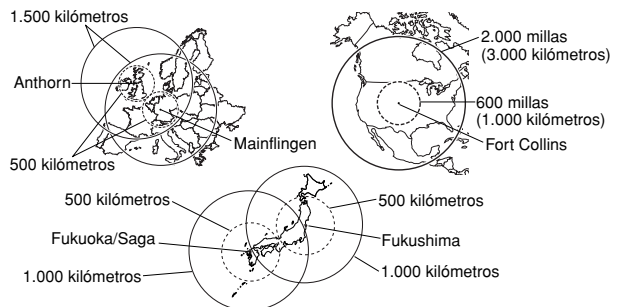 1.500 kilómetros
Anthorn
500 kilómetros
Mainflingen
2.000 millas
(3.000 kilómetros)
600 millas
(1.000 kilómetros)
Fort Collins
500 kilómetros
Fukuoka/Saga
1.000 kilómetros
500 kilómetros
Fukushima
1.000 kilómetros